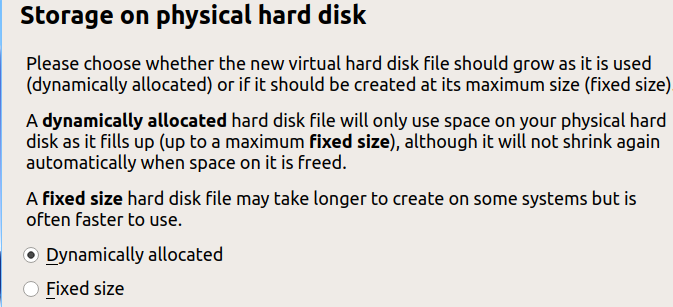 Storage on physical hard disk
Please choose whether the new virtual hard disk file should grow as it is used
(dynamically allocated) or if it should be created at its maximum size (fixed size).
A dynamically allocated hard disk file will only use space on your physical hard
disk as it fills up (up to a maximum fixed size), although it will not shrink again
automatically when space on it is freed.
A fixed size hard disk file may take longer to create on some systems but is
often faster to use.
Dynamically allocated
Fixed size